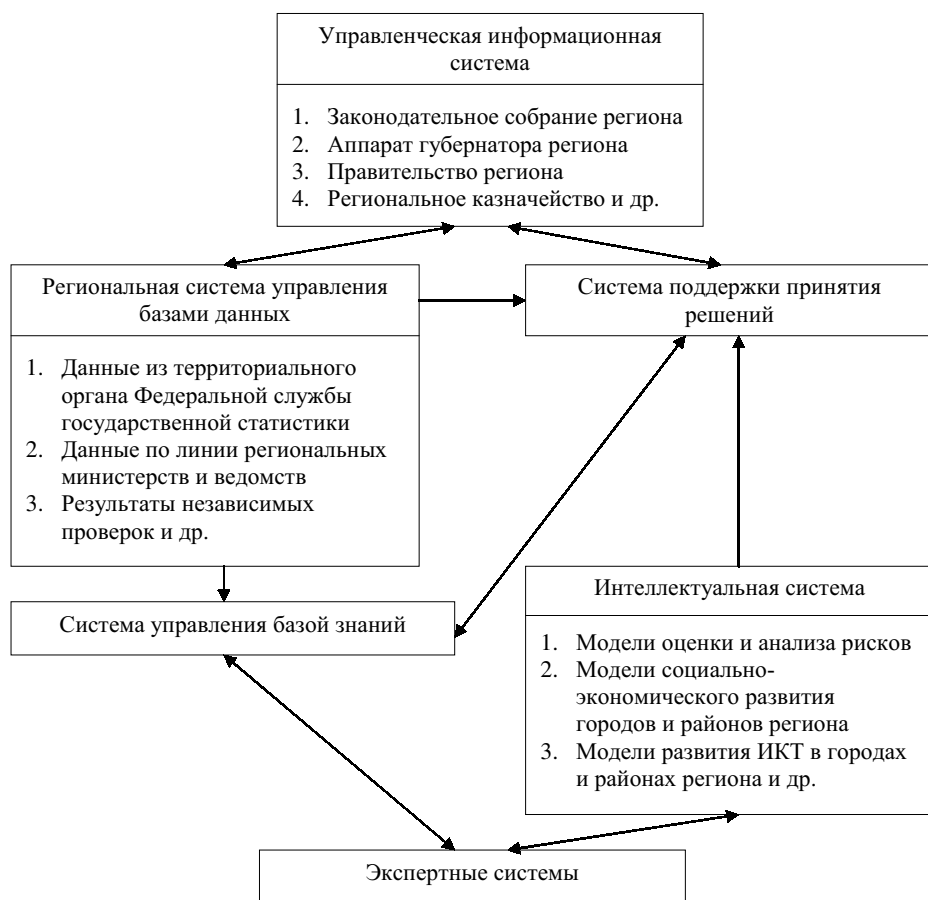 Управленческая информационная
система
1. Законодательное собрание региона
2. Аппарат губернатора региона
3. Правительство региона
4. Региональное казначейство и др.
Региональная система управления
базами данных
1. Данные из территориального
органа Федеральной службы
государственной статистики
2. Данные по линии региональных
министерств и ведомств
3. Результаты независимых
проверок и др.
Система поддержки принятия
решений
Система управления базой знаний
Интеллектуальная система
1. Модели оценки и анализа рисков
2. Модели социально-
экономического развития
городов и районов региона
3. Модели развития ИКТ в городах
и районах региона и др.
Экспертные системы